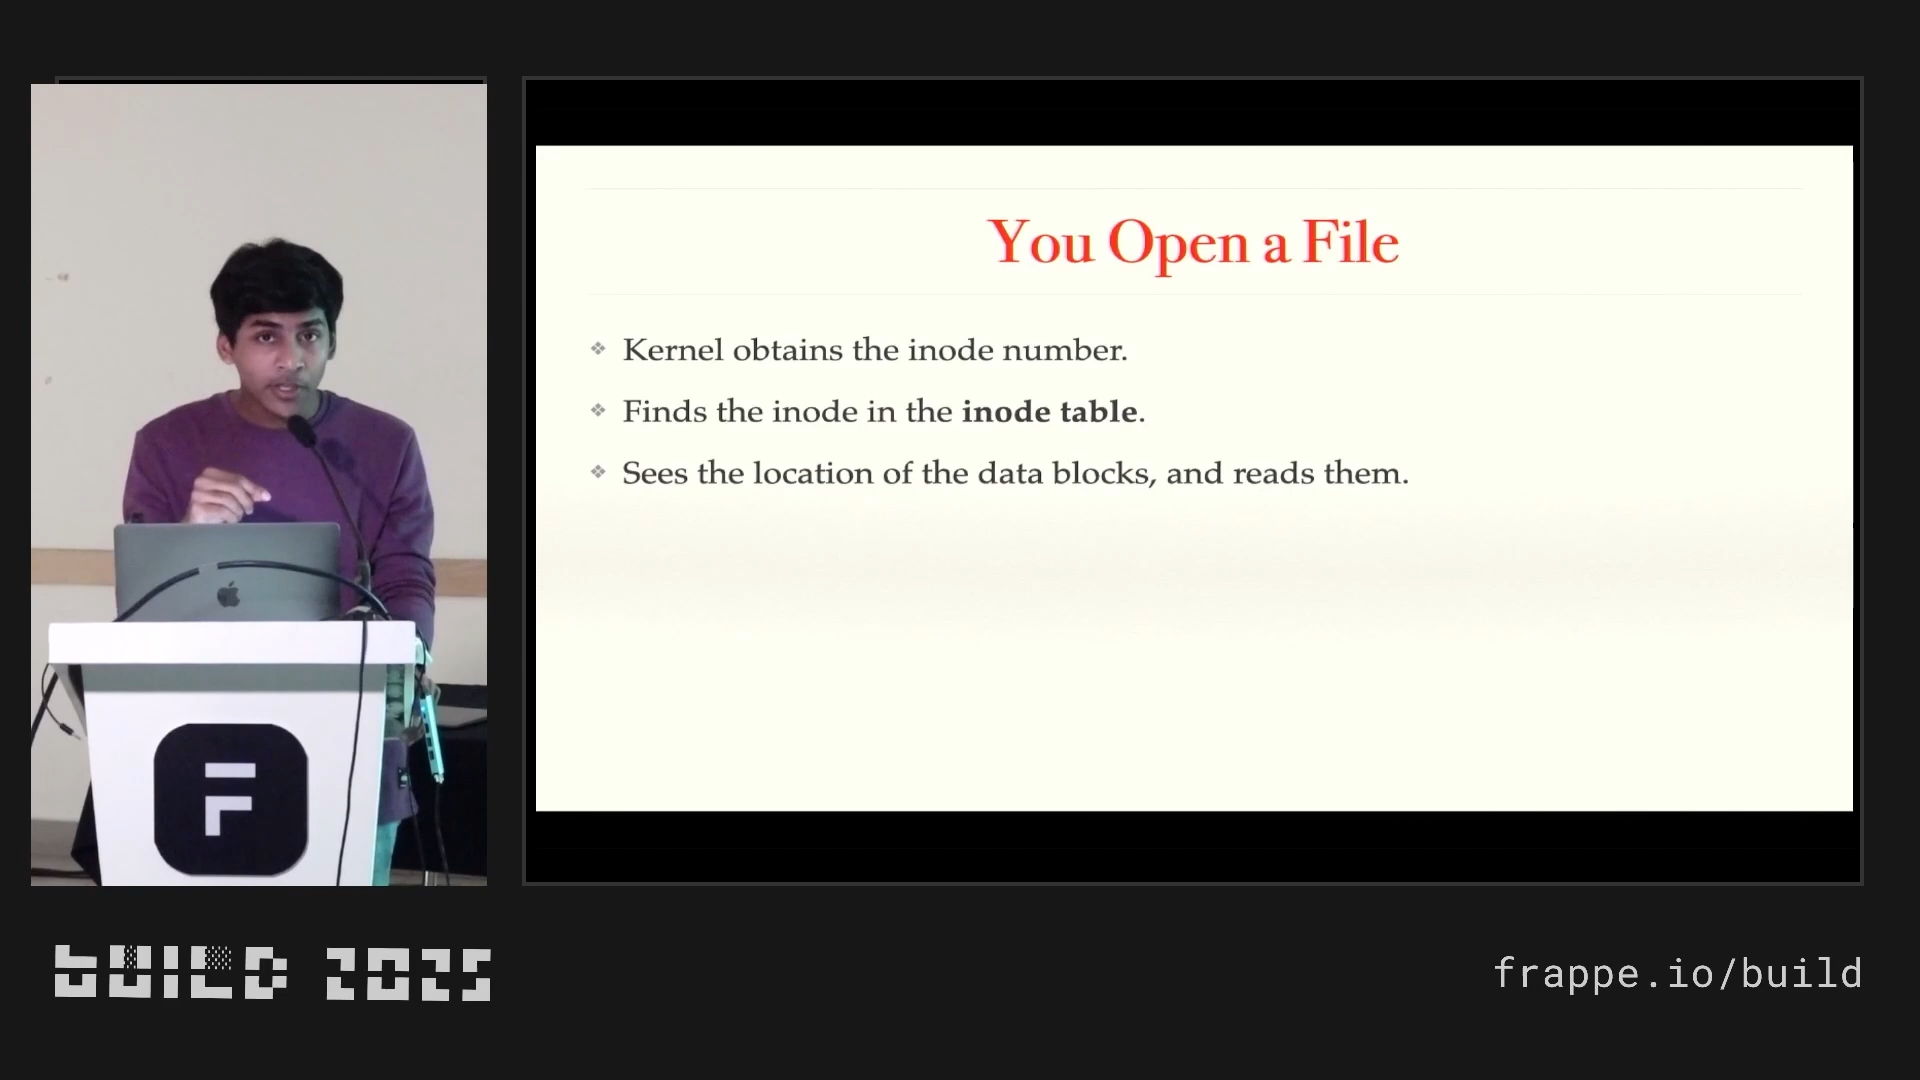 You Open a File
❖ Kernel obtains the inode number.
❖ Finds the inode in the inode table.
❖ Sees the location of the data blocks, and reads them.
F
BUILD 2025
frappe.io/build